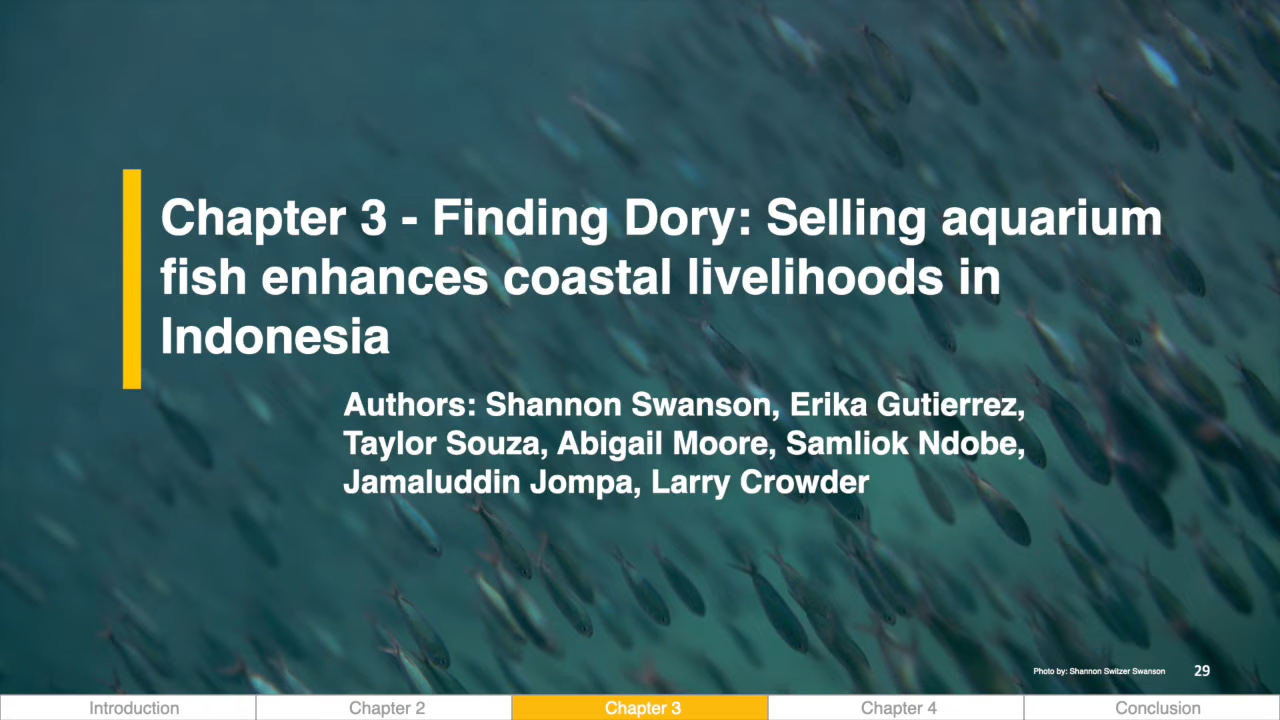 Chapter 3 - Finding Dory: Selling aquarium
fish enhances coastal livelihoods in
Indonesia
Authors: Shannon Swanson, Erika Gutierrez,
Taylor Souza, Abigail Moore, Samliok Ndobe,
Jamaluddin Jompa, Larry Crowder
Photo by: Shannon Switzer Swanson
29
Introduction
Chapter 2
Chapter 3
Chapter 4
Conclusion